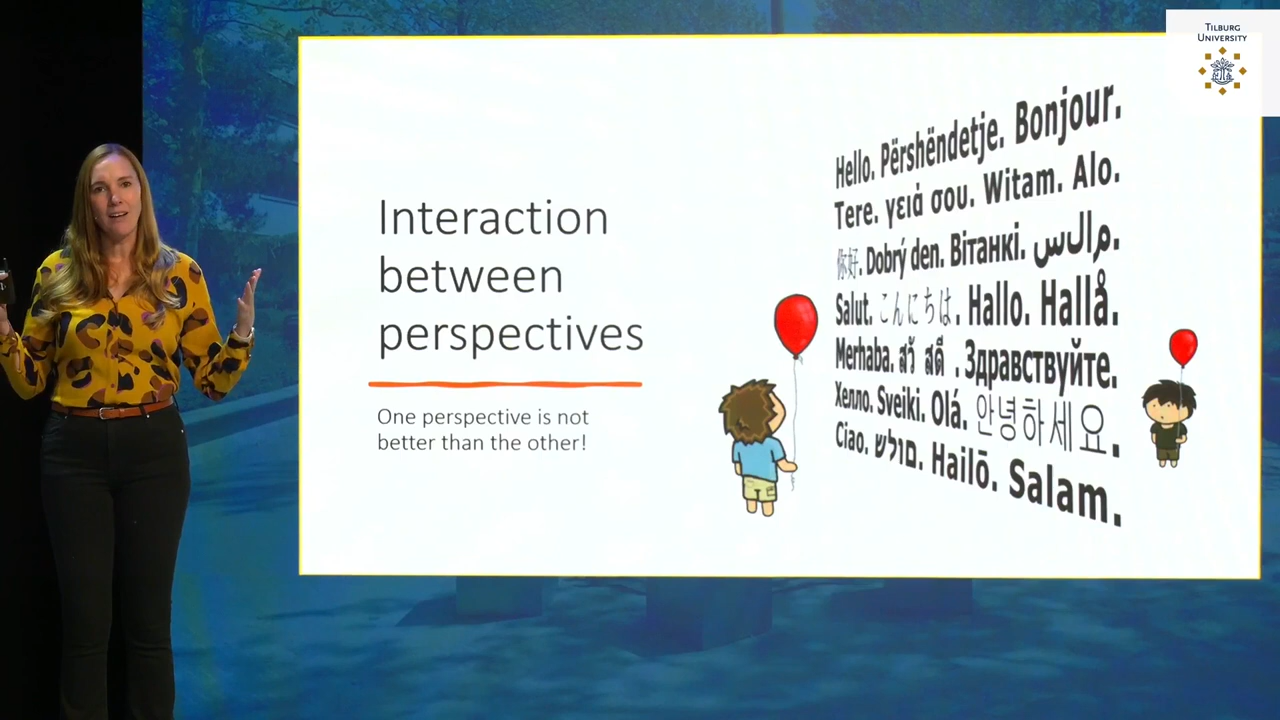 TILBURG
UNIVERSITY
Interaction
between
perspectives
One perspective is not
better than the other!
Hello. Përshëndetje. Bonjour.
Tere. γειά σου. Witam. Alo.
你好. Dobrý den. Вітанкі. مالس.
Salut. こんにちは. Hallo. Hallå.
Merhaba. สวั สดี . Здравствуйте.
Хелло. Sveiki. Olá. 안녕하세요.
Ciao. םולש. Hailō. Salam.